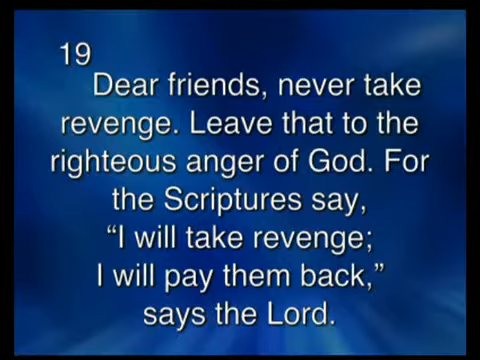 19
Dear friends, never take
revenge. Leave that to the
righteous anger of God. For
the Scriptures say,
“I will take revenge;
I will pay them back,”
says the Lord.